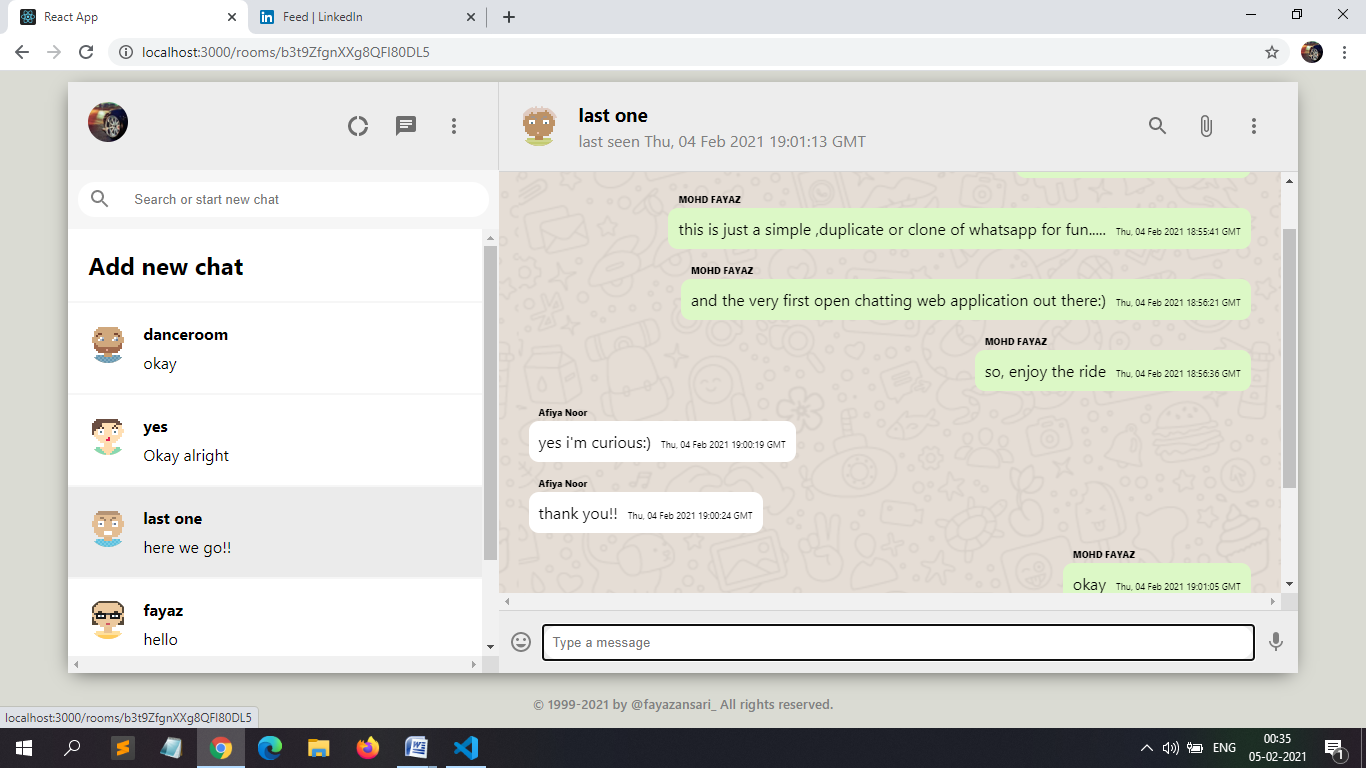 React App
Feed | LinkedIn
localhost:3000/rooms/b3t9ZfgnXXg8QFI80DL5
last one
last seen Thu, 04 Feb 2021 19:01:13 GMT
Search or start new chat
Add new chat
danceroom
okay
yes
Okay alright
last one
here we go!!
fayaz
hello
MOHD FAYAZ
this is just a simple ,duplicate or clone of whatsapp for fun..... Thu, 04 Feb 2021 18:55:41 GMT
MOHD FAYAZ
and the very first open chatting web application out there:) Thu, 04 Feb 2021 18:56:21 GMT
MOHD FAYAZ
so, enjoy the ride Thu, 04 Feb 2021 18:56:36 GMT
Afiya Noor
yes i'm curious:) Thu, 04 Feb 2021 19:00:19 GMT
Afiya Noor
thank you!! Thu, 04 Feb 2021 19:00:24 GMT
MOHD FAYAZ
okay Thu, 04 Feb 2021 19:01:05 GMT
Type a message
© 1999-2021 by @fayazansari_ All rights reserved.
localhost:3000/rooms/b3t9ZfgnXXg8QFI80DL5
ENG
00:35
05-02-2021
1